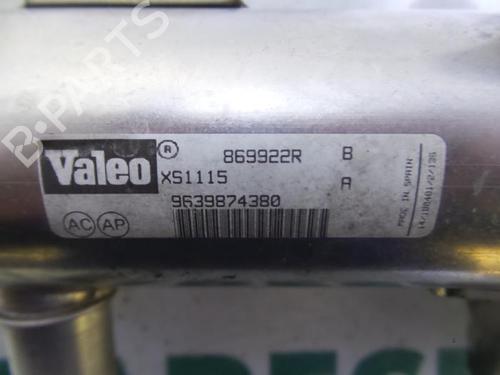 B-PARTS
Valeo ® 869922R B
XS1115 A
9639874380
AC AP
MADE IN SPAIN